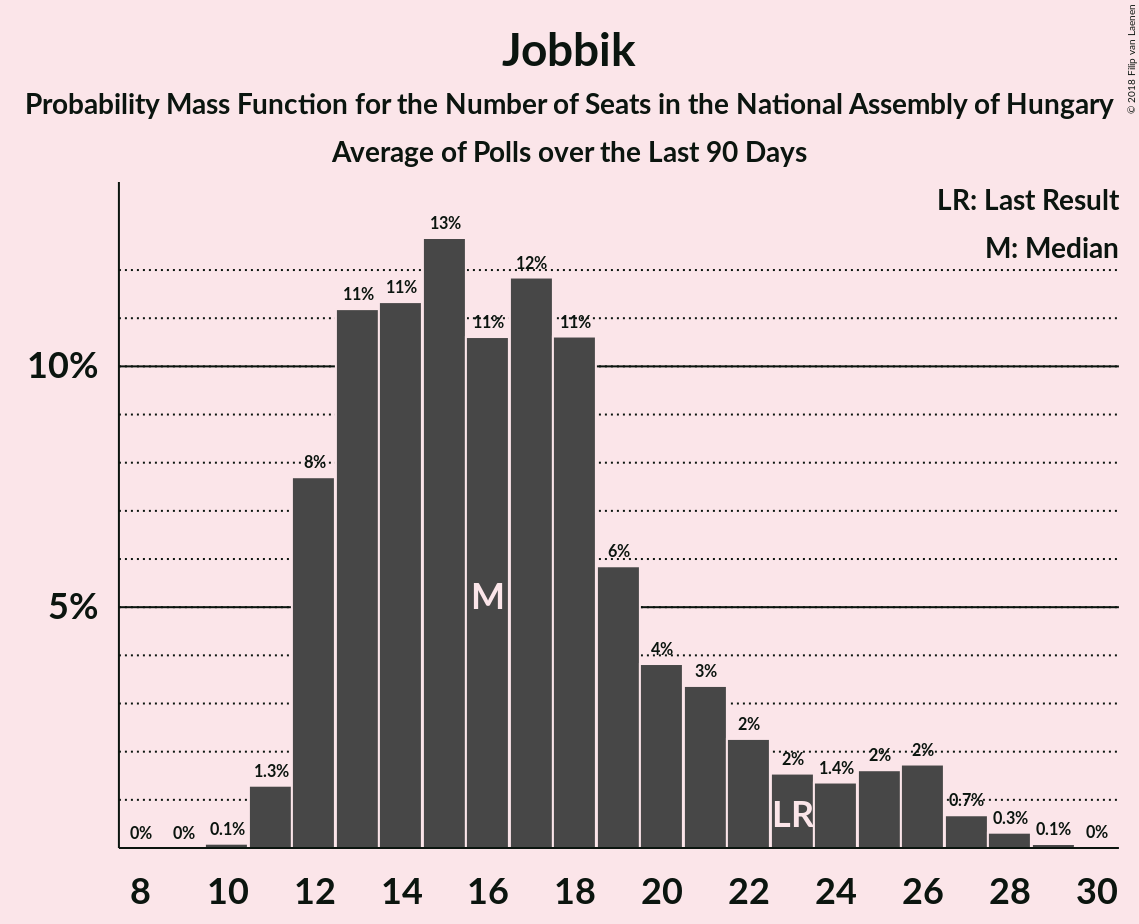 Jobbik
Probability Mass Function for the Number of Seats in the National Assembly of Hungary
Average of Polls over the Last 90 Days
© 2018 Filip van Laenen
LR: Last Result
M: Median
10%
5%
0%
0%
0.1%
1.3%
8%
11%
11%
13%
11%
12%
11%
6%
4%
3%
2%
2%
1.4%
2%
2%
0.7%
0.3%
0.1%
0%
M
LR
8 10 12 14 16 18 20 22 24 26 28 30